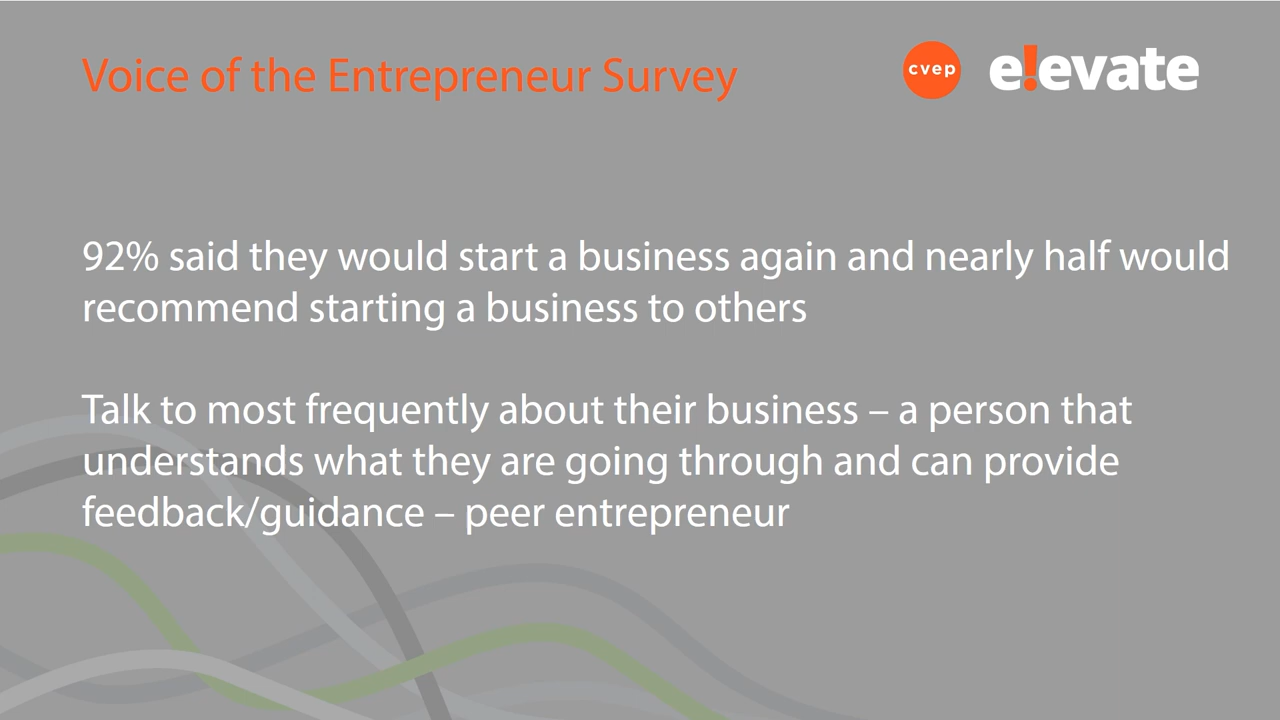 Voice of the Entrepreneur Survey
cvep
e!evate
92% said they would start a business again and nearly half would
recommend starting a business to others
Talk to most frequently about their business – a person that
understands what they are going through and can provide
feedback/guidance – peer entrepreneur